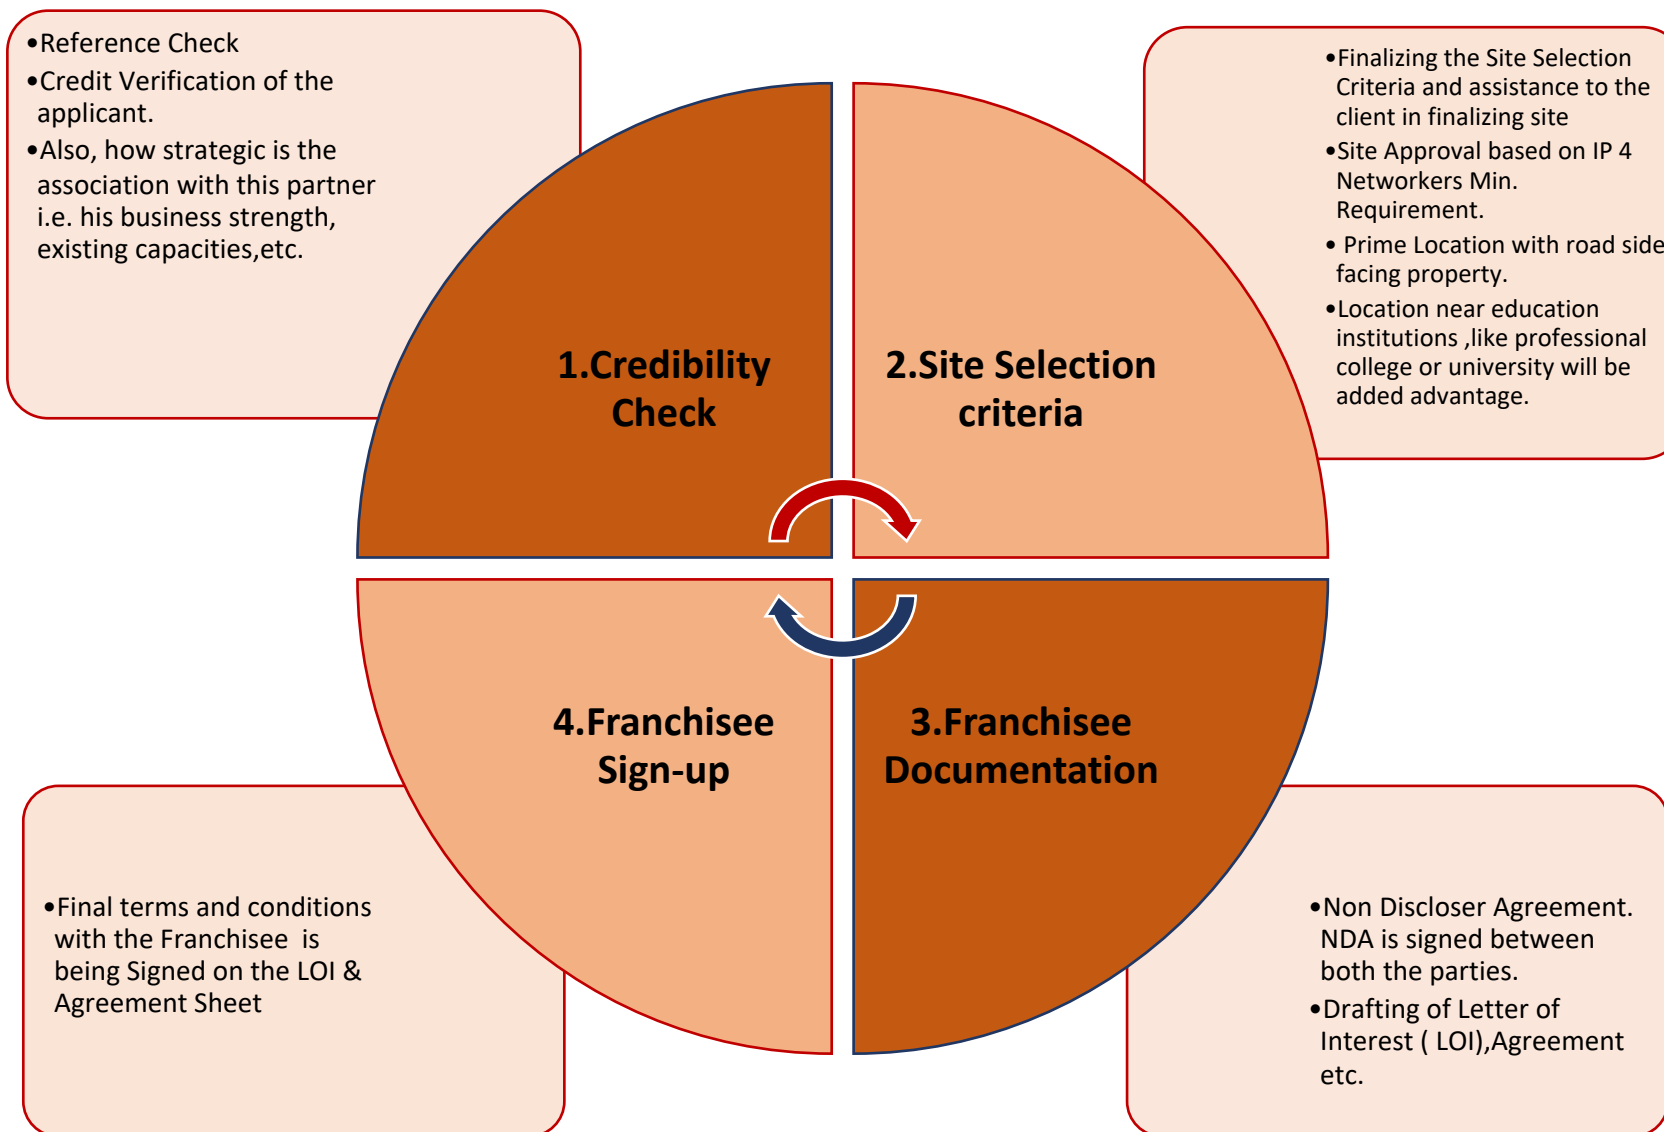 •Reference Check
•Credit Verification of the
applicant.
•Also, how strategic is the
association with this partner
i.e. his business strength,
existing capacities,etc.
1.Credibility
Check
•Finalizing the Site Selection
Criteria and assistance to the
client in finalizing site
•Site Approval based on IP 4
Networkers Min.
Requirement.
• Prime Location with road side
facing property.
•Location near education
institutions ,like professional
college or university will be
added advantage.
2.Site Selection
criteria
4.Franchisee
Sign-up
•Final terms and conditions
with the Franchisee  is
being Signed on the LOI &
Agreement Sheet
3.Franchisee
Documentation
•Non Discloser Agreement.
NDA is signed between
both the parties.
•Drafting of Letter of
Interest ( LOI),Agreement
etc.